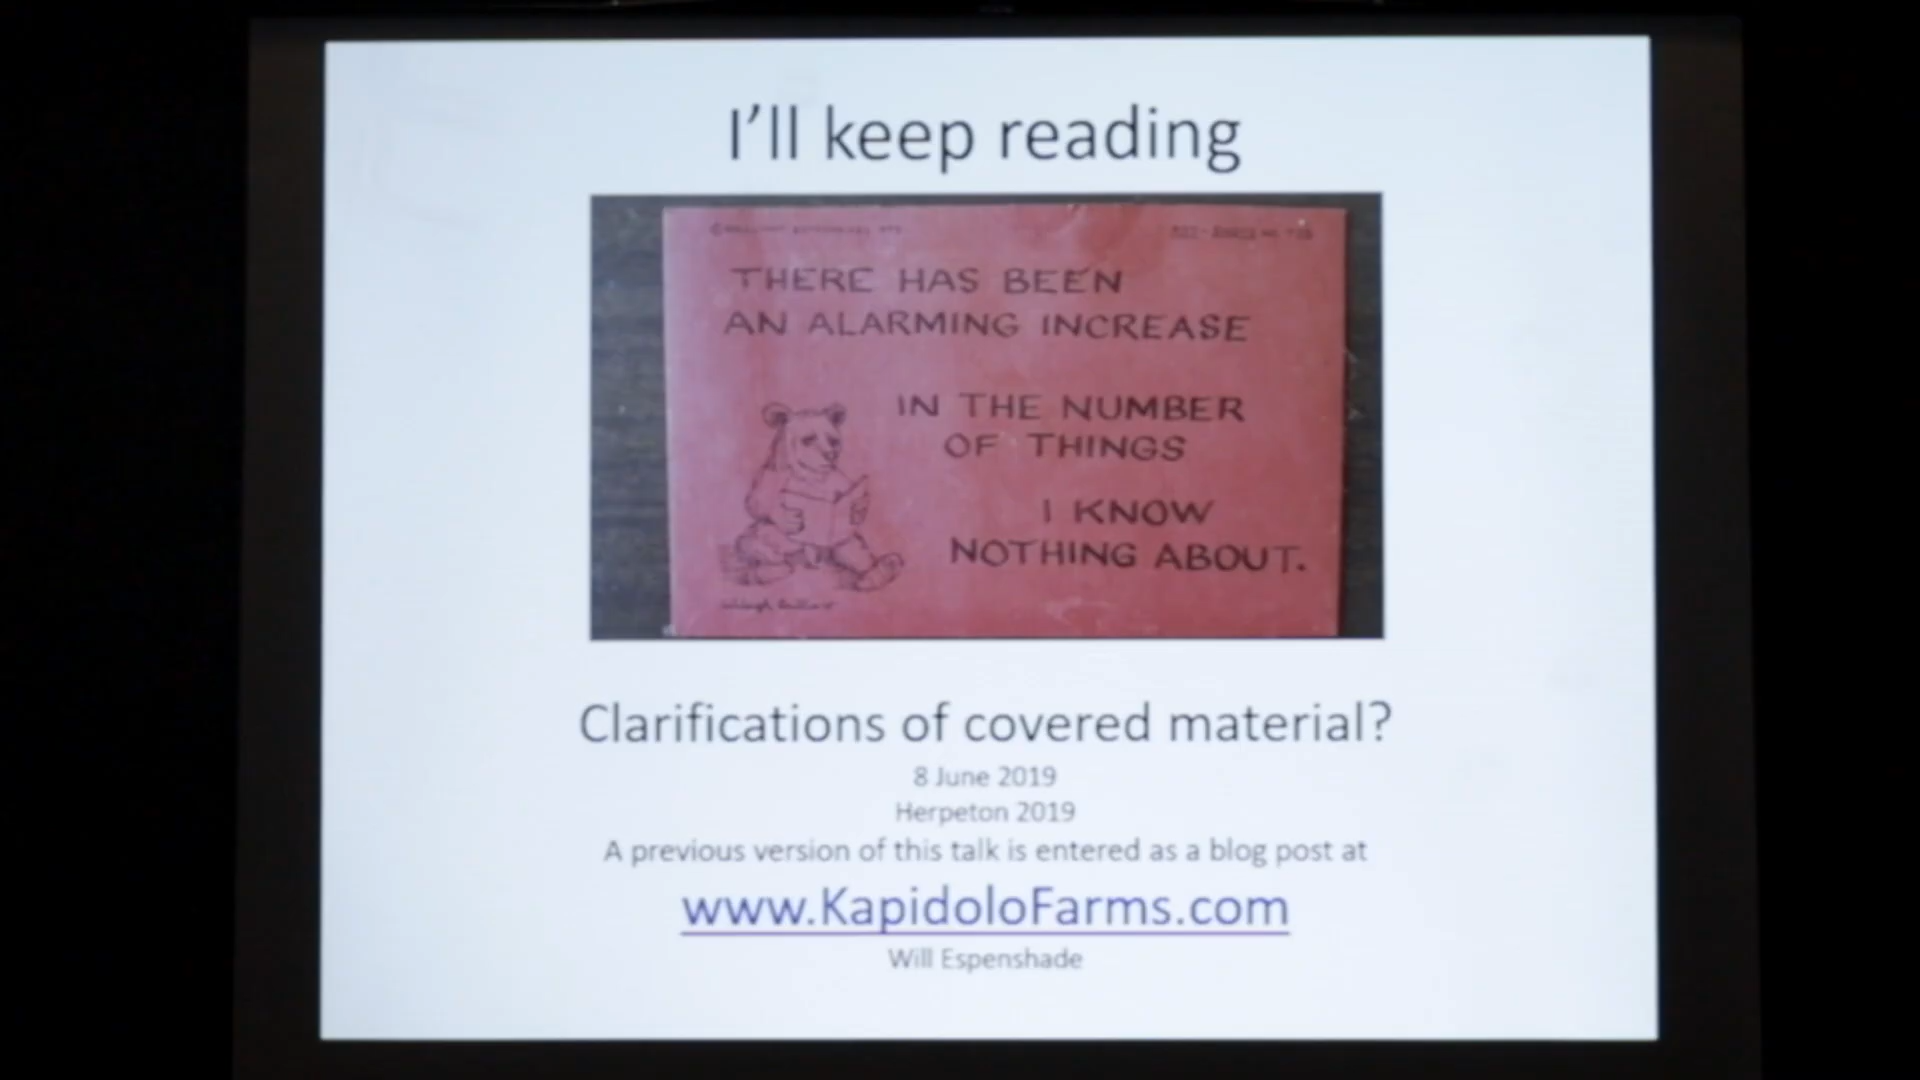 I'll keep reading
THERE HAS BEEN
AN ALARMING INCREASE
IN THE NUMBER
OF THINGS
I KNOW
NOTHING ABOUT.
Clarifications of covered material?
8 June 2019
Herpeton 2019
A previous version of this talk is entered as a blog post at
www.KapidoloFarms.com
Will Espenshade